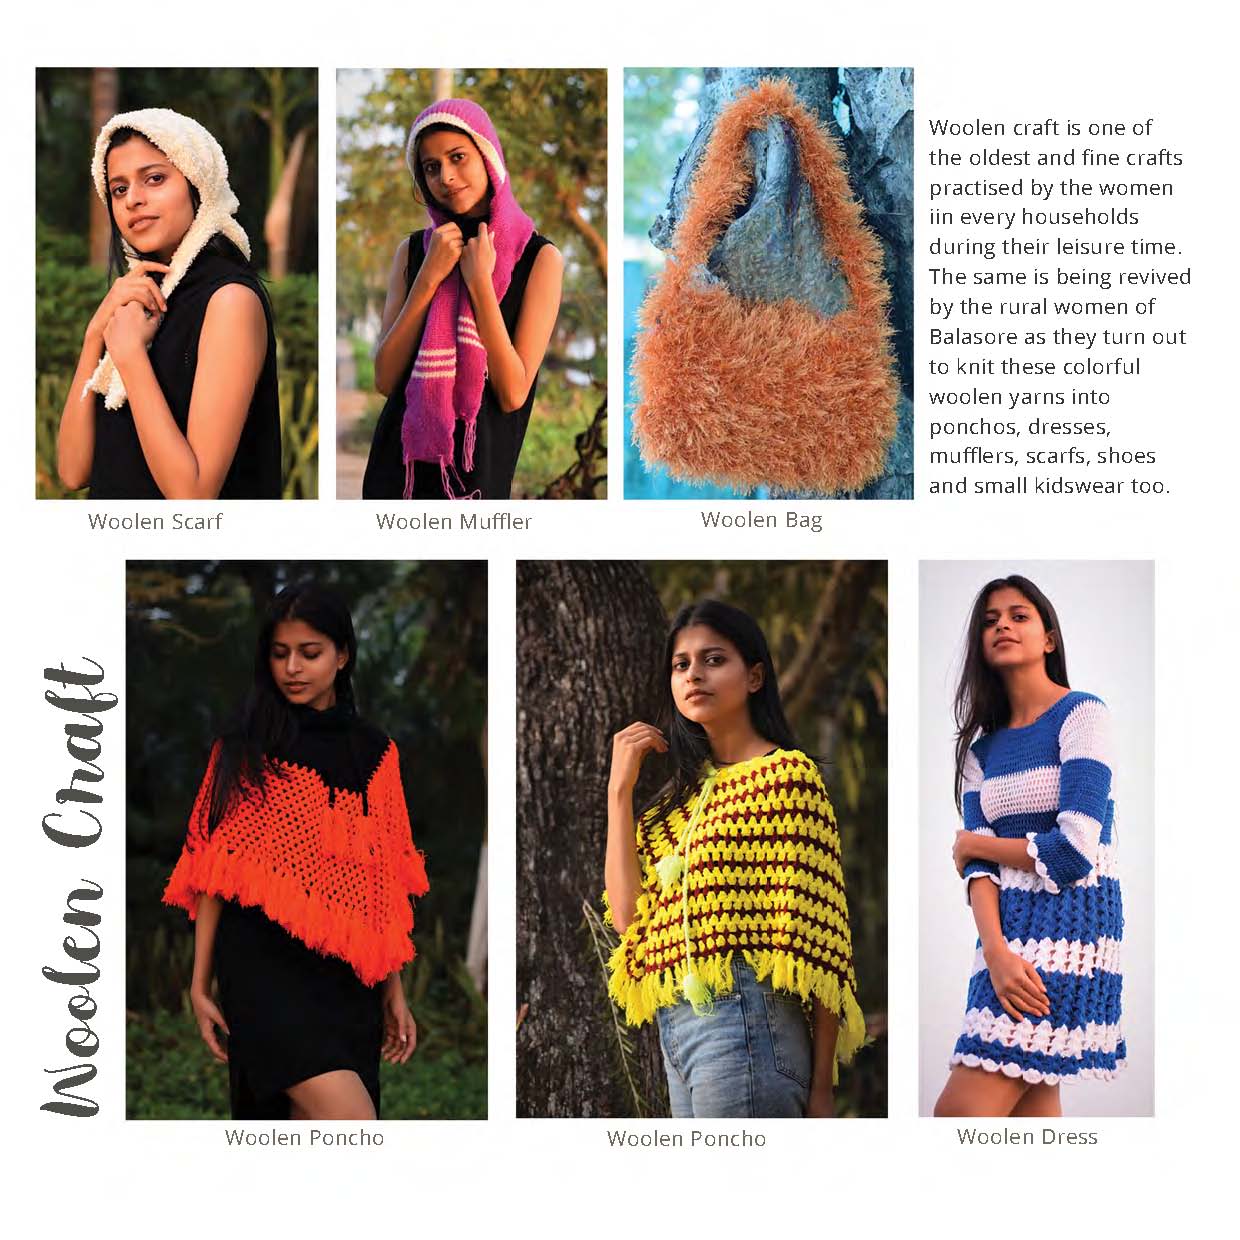 Woolen craft is one of
the oldest and fine crafts
practised by the women
iin every households
during their leisure time.
The same is being revived
by the rural women of
Balasore as they turn out
to knit these colorful
woolen yarns into
ponchos, dresses,
mufflers, scarfs, shoes
and small kidswear too.
Woolen Scarf
Woolen Muffler
Woolen Bag
Woolen Craft
Woolen Poncho
Woolen Poncho
Woolen Dress